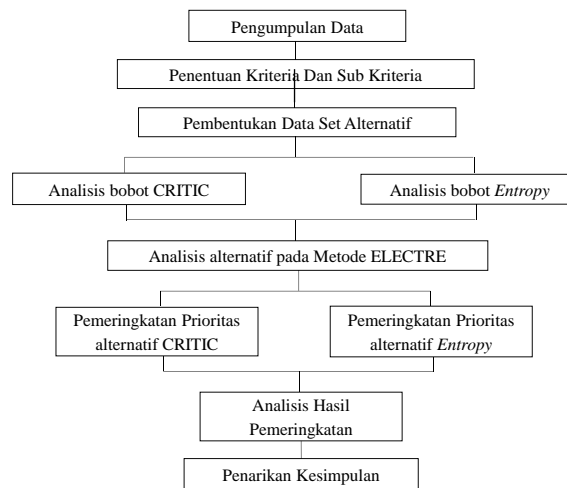 Pengumpulan Data
Penentuan Kriteria Dan Sub Kriteria
Pembentukan Data Set Alternatif
Analisis bobot CRITIC
Analisis bobot Entropy
Analisis alternatif pada Metode ELECTRE
Pemeringkatan Prioritas
alternatif CRITIC
Pemeringkatan Prioritas
alternatif Entropy
Analisis Hasil
Pemeringkatan
Penarikan Kesimpulan